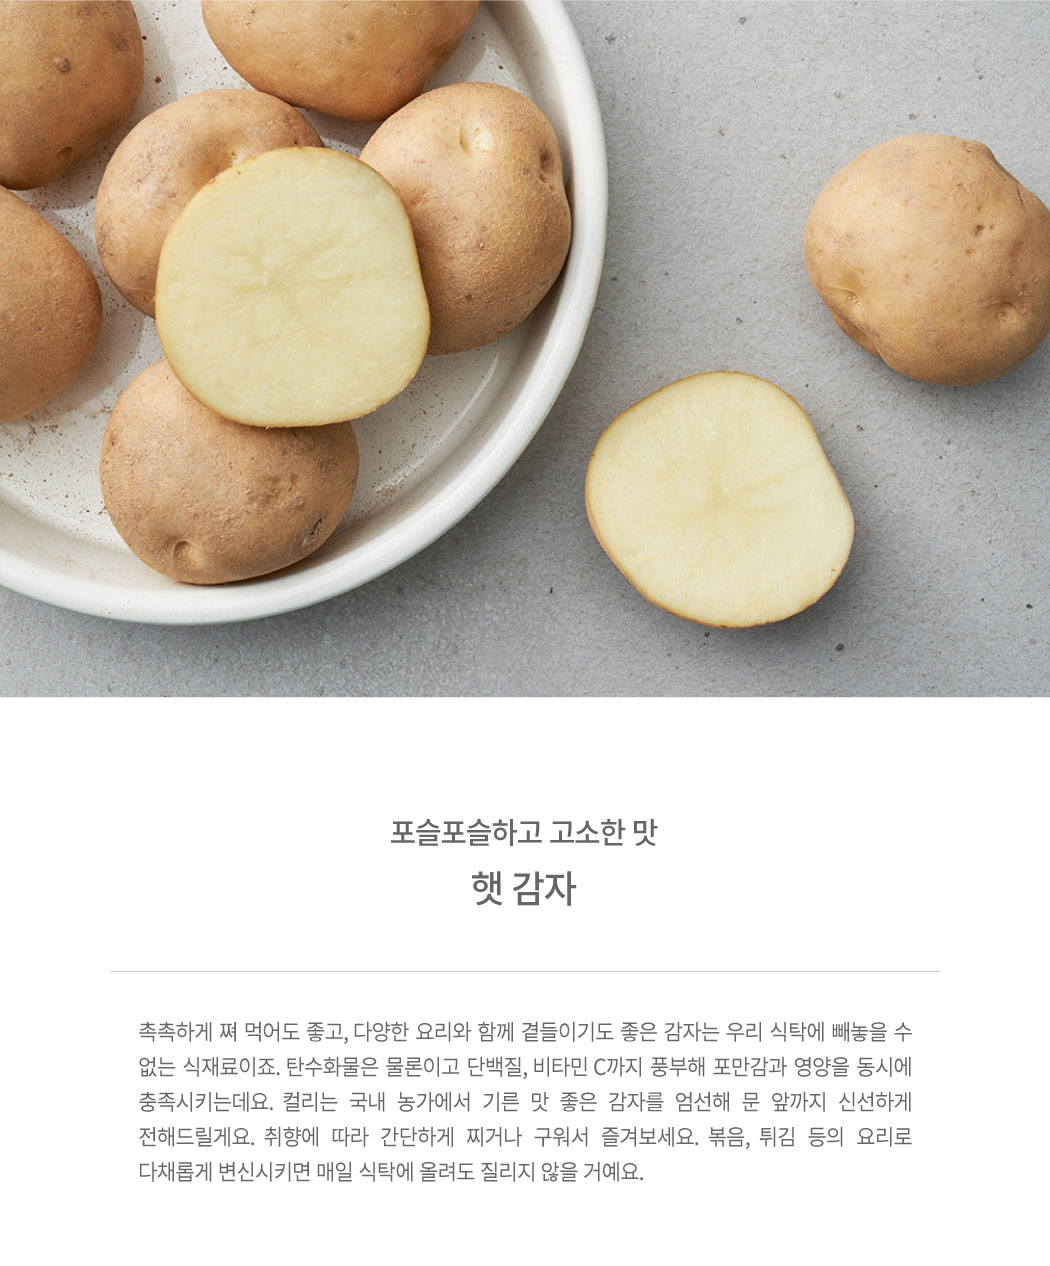 포슬포슬하고 고소한 맛
햇 감자
촉촉하게 쪄 먹어도 좋고, 다양한 요리와 함께 곁들이기도 좋은 감자는 우리 식탁에 빼놓을 수
없는 식재료이죠. 탄수화물은 물론이고 단백질, 비타민 C까지 풍부해 포만감과 영양을 동시에
충족시키는데요. 컬리는 국내 농가에서 기른 맛 좋은 감자를 엄선해 문 앞까지 신선하게
전해드릴게요. 취향에 따라 간단하게 찌거나 구워서 즐겨보세요. 볶음, 튀김 등의 요리로
다채롭게 변신시키면 매일 식탁에 올려도 질리지 않을 거예요.